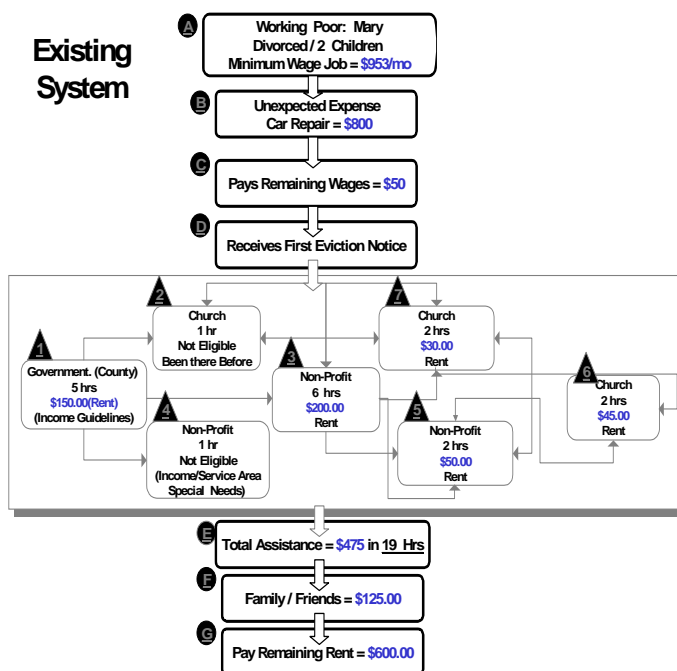 Existing
System
A
Working Poor: Mary
Divorced / 2 Children
Minimum Wage Job = $953/mo
B
Unexpected Expense
Car Repair = $800
C
Pays Remaining Wages = $50
D
Receives First Eviction Notice
1
Government. (County)
5 hrs
$150.00(Rent)
(Income Guidelines)
2
Church
1 hr
Not Eligible
Been there Before
3
Non-Profit
6 hrs
$200.00
Rent
4
Non-Profit
1 hr
Not Eligible
(Income/Service Area
Special Needs)
7
Church
2 hrs
$30.00
Rent
5
Non-Profit
2 hrs
$50.00
Rent
6
Church
2 hrs
$45.00
Rent
E
Total Assistance = $475 in 19 Hrs
F
Family / Friends = $125.00
G
Pay Remaining Rent = $600.00